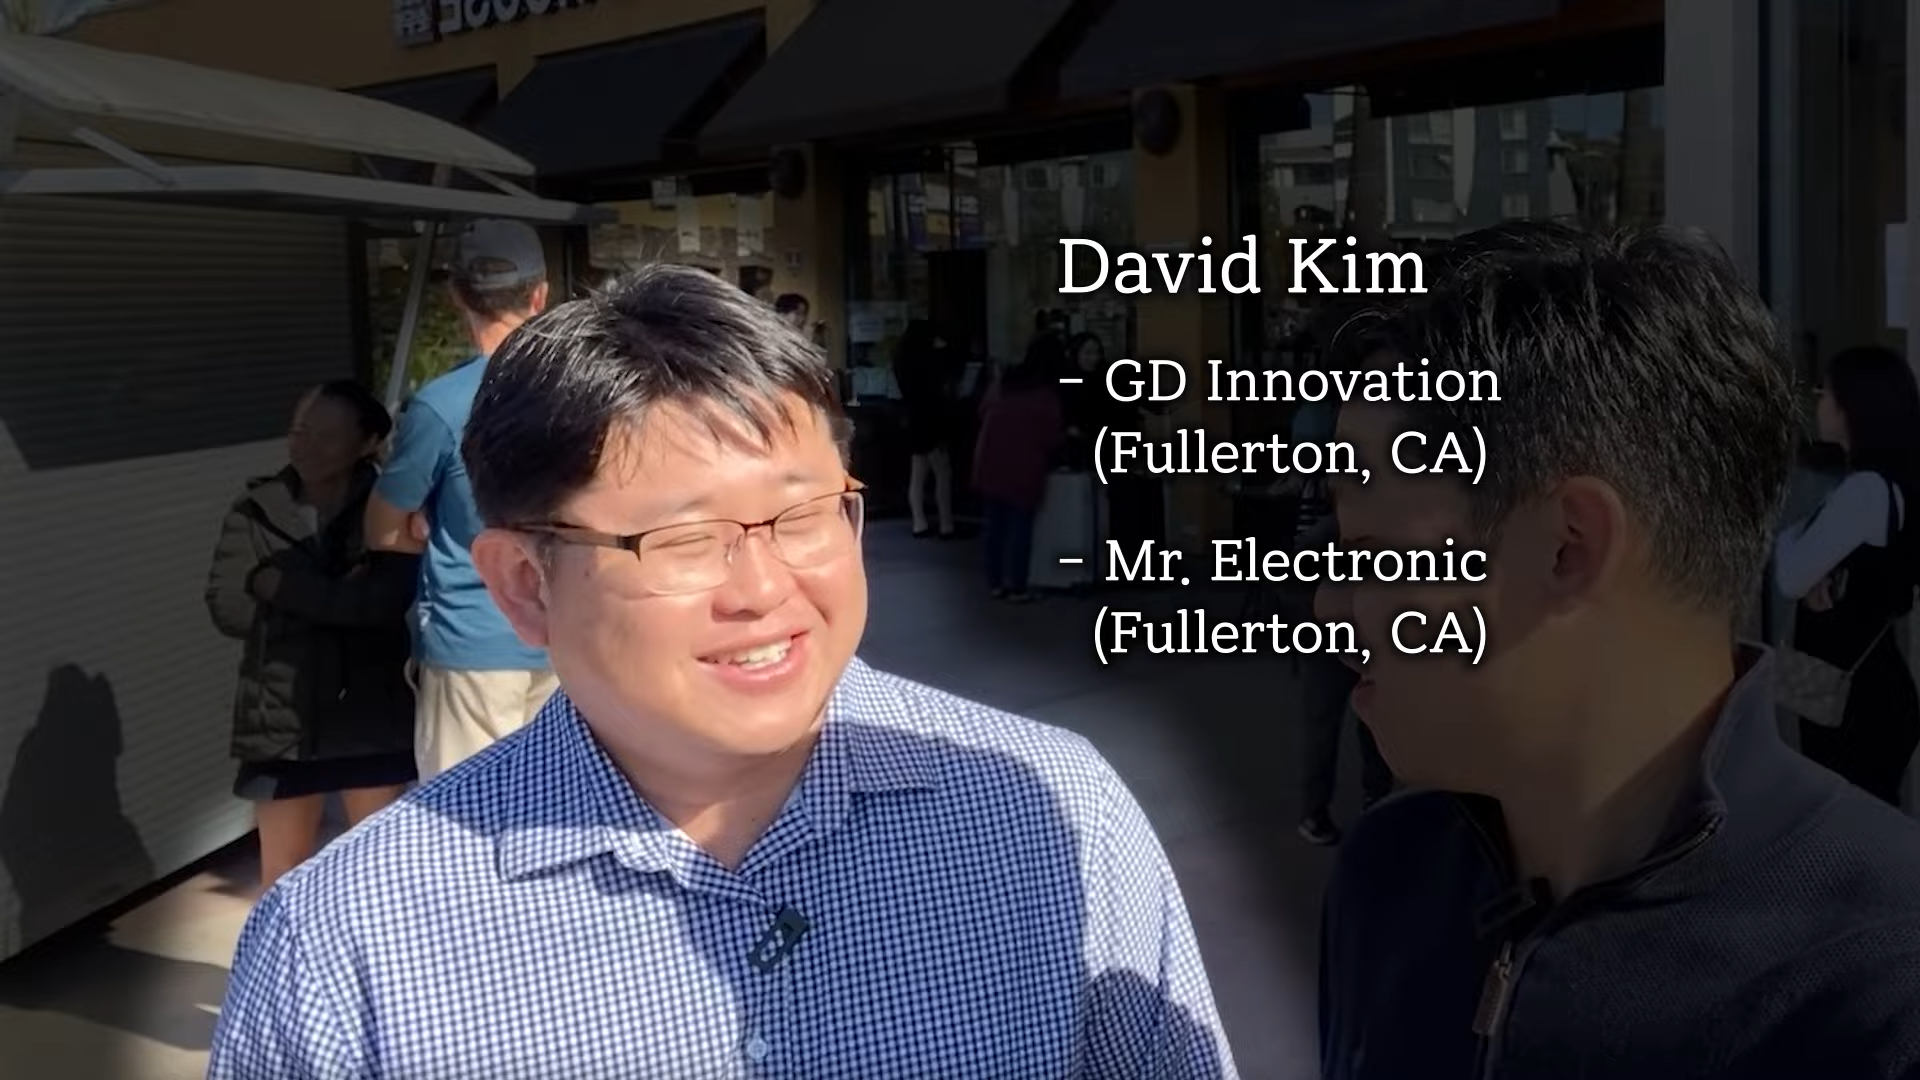 David Kim
- GD Innovation
(Fullerton, CA)
- Mr. Electronic
(Fullerton, CA)